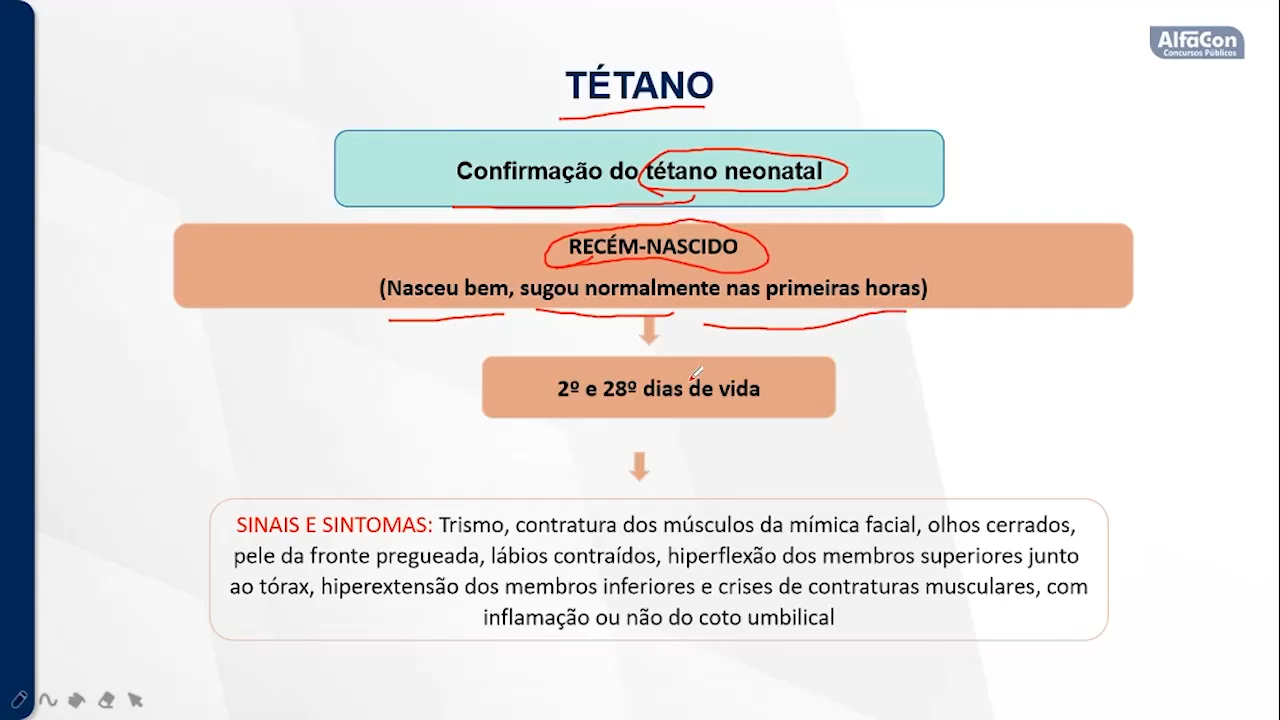 AlfaCon
Concursos Públicos
TÉTANO
Confirmação do tétano neonatal
RECÉM-NASCIDO
(Nasceu bem, sugou normalmente nas primeiras horas)
2º e 28º dias de vida
SINAIS E SINTOMAS: Trismo, contratura dos músculos da mímica facial, olhos cerrados,
pele da fronte pregueada, lábios contraídos, hiperflexão dos membros superiores junto
ao tórax, hiperextensão dos membros inferiores e crises de contraturas musculares, com
inflamação ou não do coto umbilical